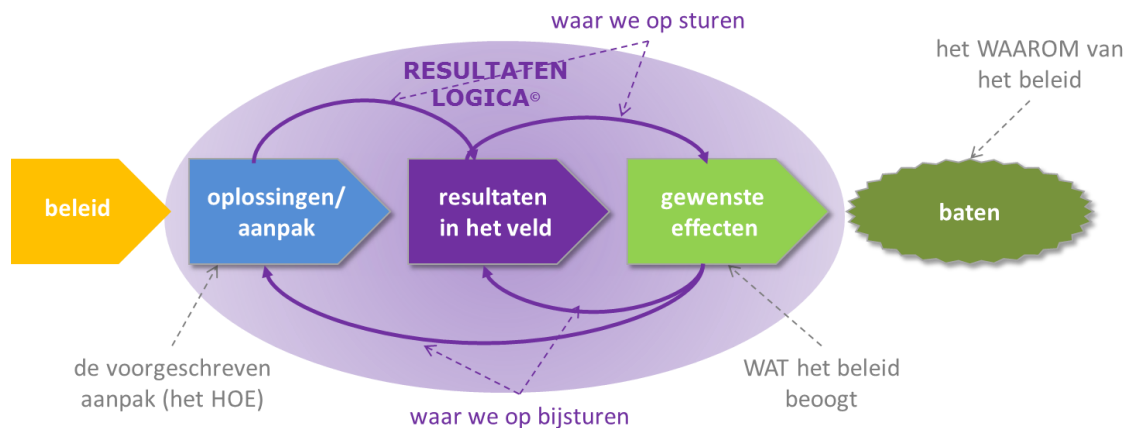 waar we op sturen
het WAAROM van
het beleid
RESULTATEN
LOGICA©
beleid
oplossingen/
aanpak
resultaten
in het veld
gewenste
effecten
baten
de voorgeschreven
aanpak (het HOE)
waar we op bijsturen
WAT het beleid
beoogt